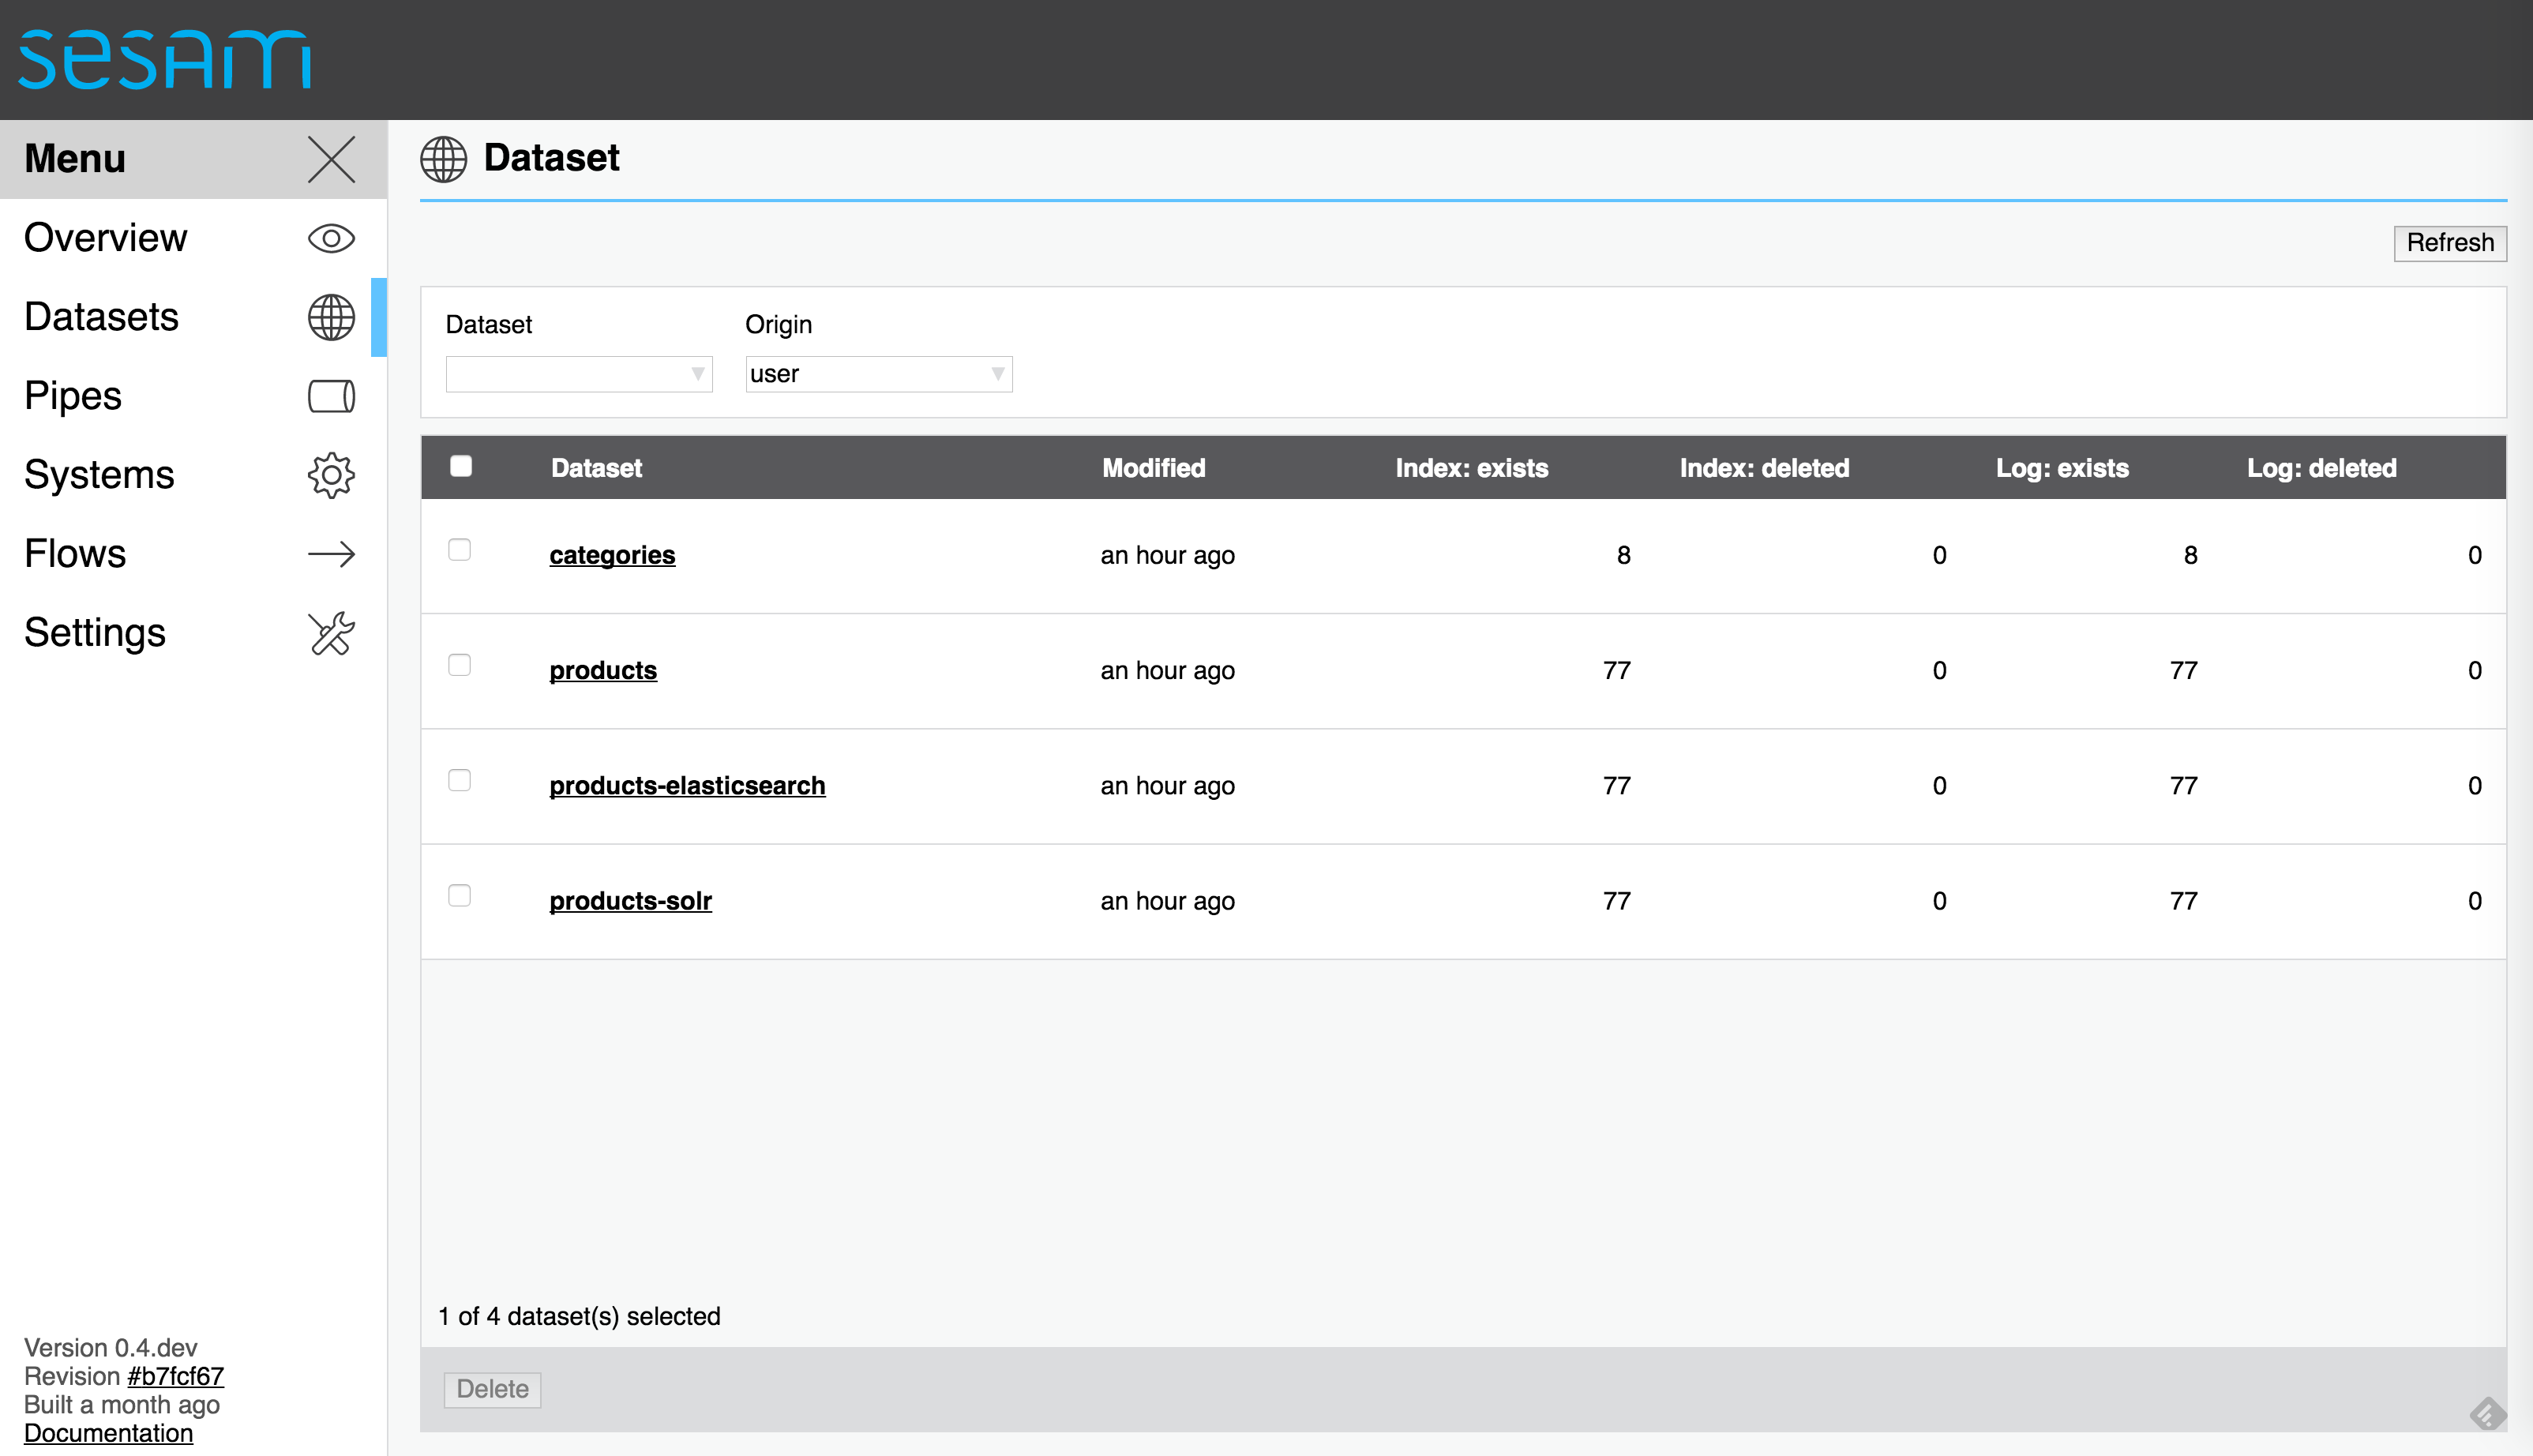 sesam
Menu
Overview
Datasets
Pipes
Systems
Flows
Settings
Version 0.4.dev
Revision #b7fcf67
Built a month ago
Documentation
Dataset
Refresh
Dataset Origin
user
Dataset Modified Index: exists Index: deleted Log: exists Log: deleted
categories an hour ago 8 0 8 0
products an hour ago 77 0 77 0
products-elasticsearch an hour ago 77 0 77 0
products-solr an hour ago 77 0 77 0
1 of 4 dataset(s) selected
Delete